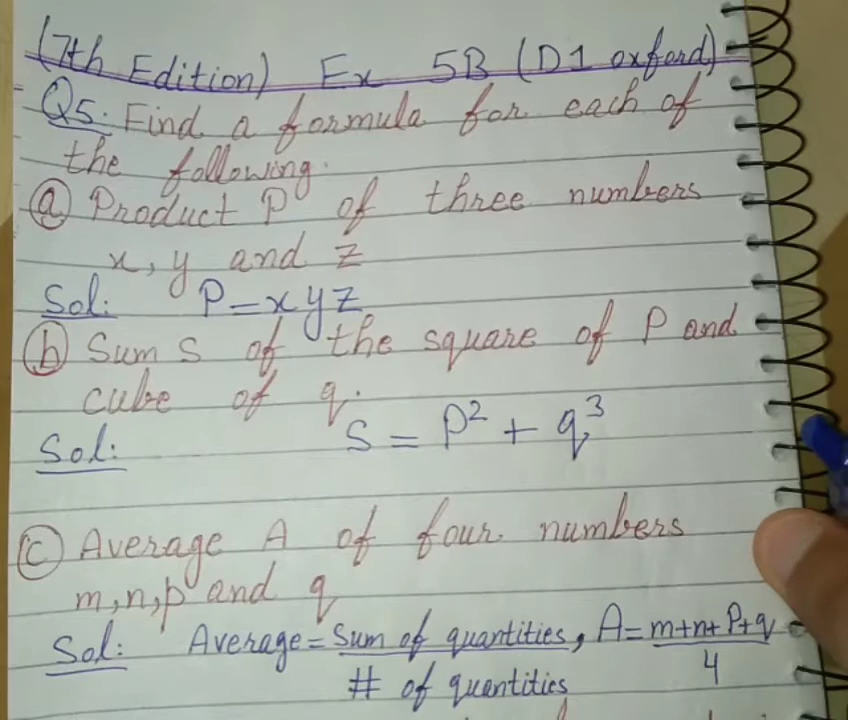 (7th Edition) Ex 5B (D1 oxford)
Q5. Find a formula for each of
the following.
(a) Product P of three numbers
x, y and z
Sol: P=xyz
(b) Sum S of the square of P and
cube of q.
Sol: S = P² + q³
(c) Average A of four numbers
m,n,p and q
Sol: Average = Sum of quantities, A = m+n+P+q
# of quantities 4